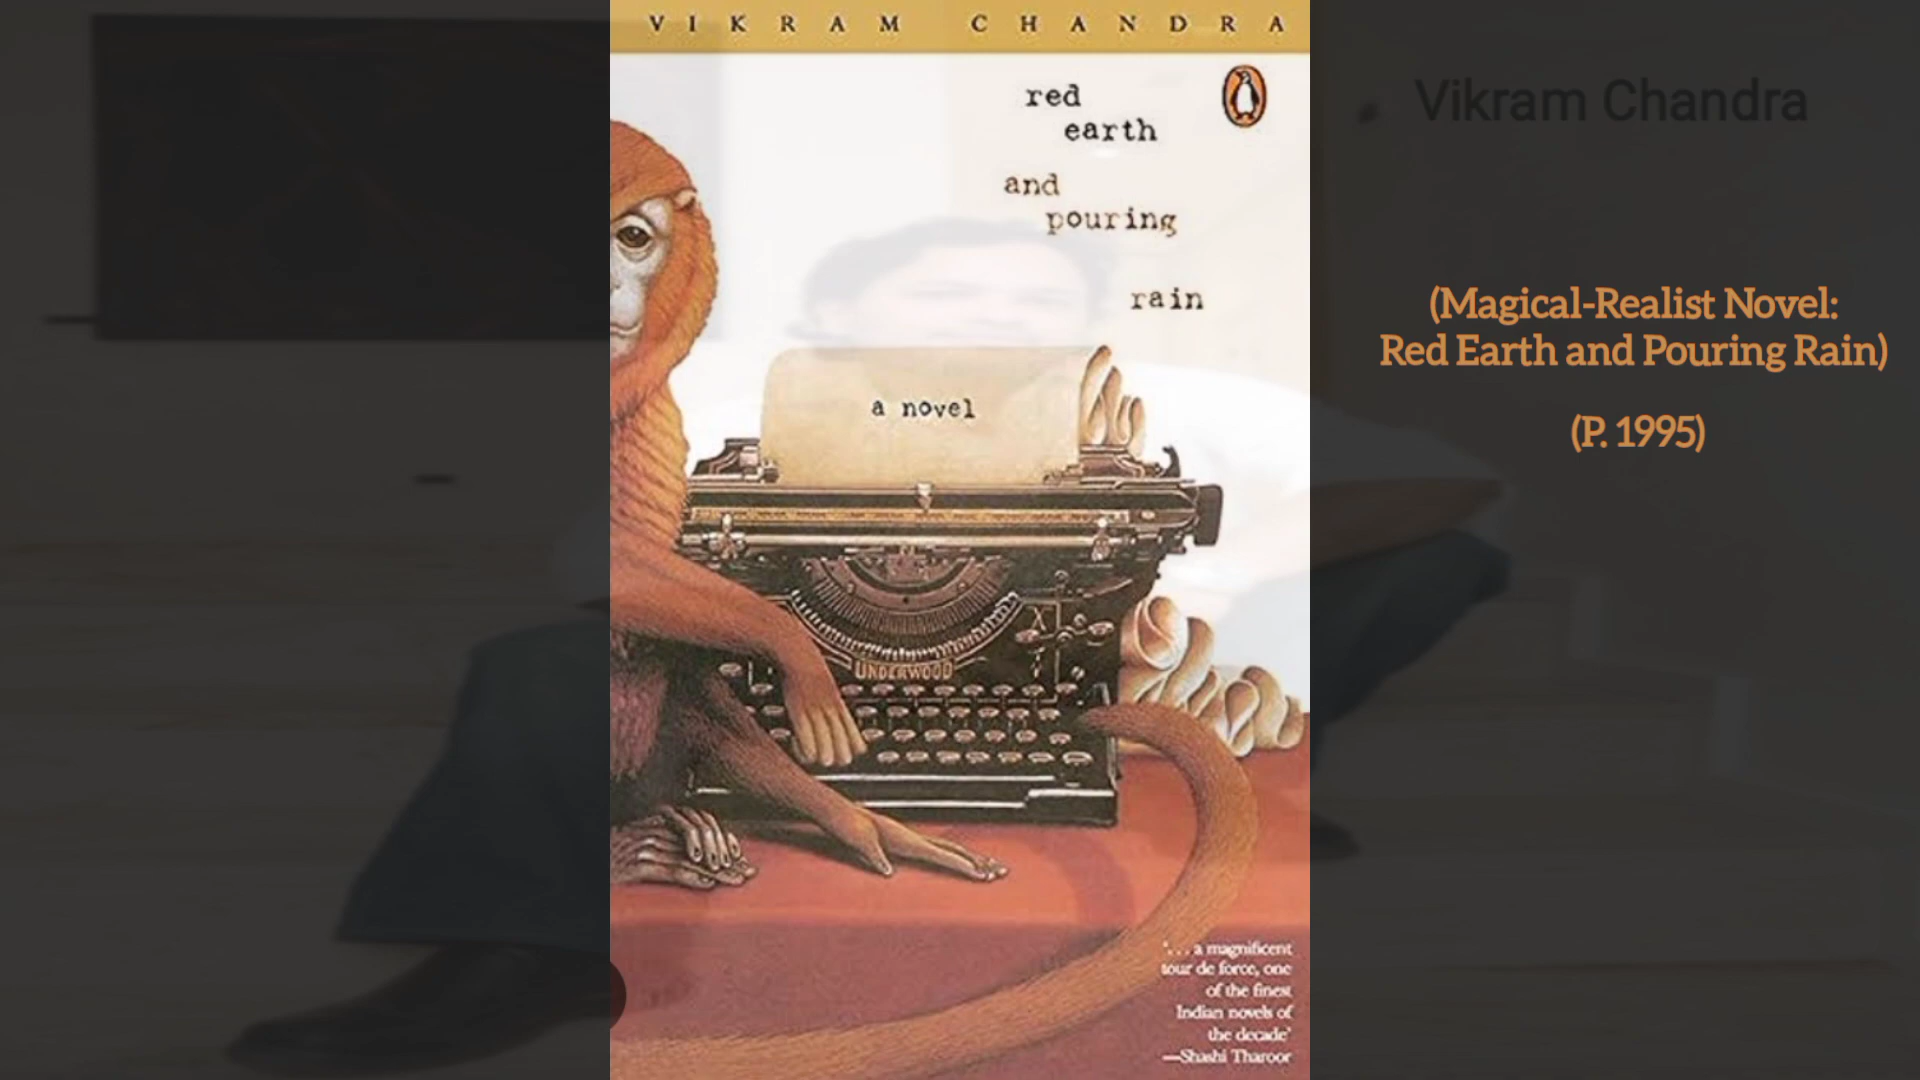 VIKRAM CHANDRA
red
earth
and
pouring
rain
a novel
UNDERWOOD
'. . . a magnificent
tour de force, one
of the finest
Indian novels of
the decade'
—Shashi Tharoor
Vikram Chandra
(Magical-Realist Novel:
Red Earth and Pouring Rain)
(P. 1995)